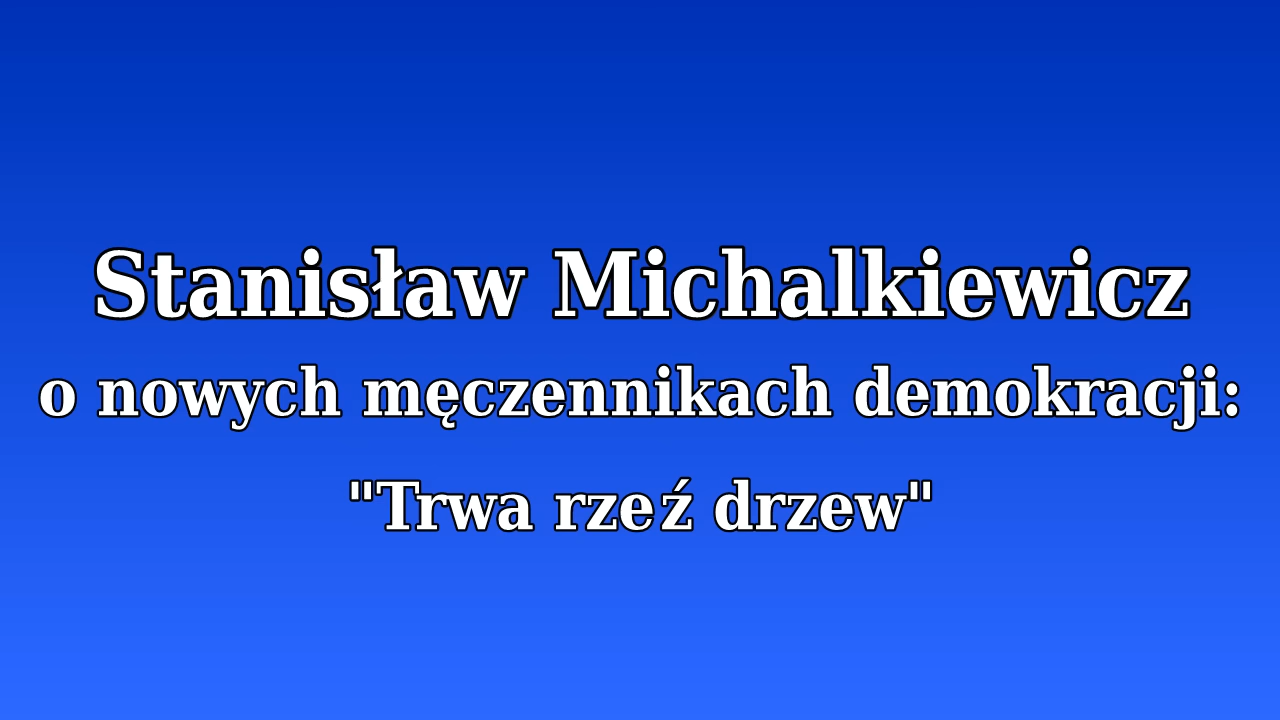 Stanisław Michalkiewicz
o nowych męczennikach demokracji:
"Trwa rzeź drzew"